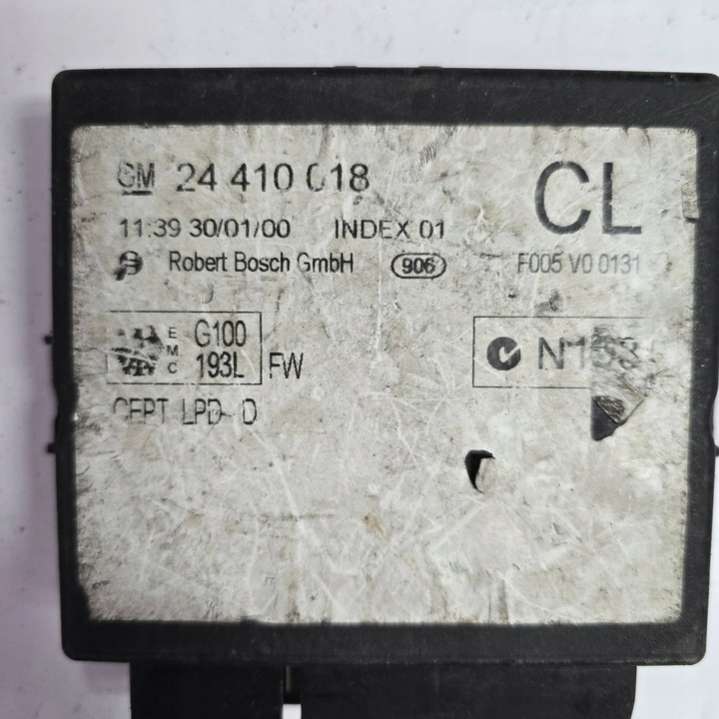 GM 24 410 018
CL
11:39 30/01/00 INDEX 01
Robert Bosch GmbH 906 F005 V0 0131
EMC G100
193L FW
CEPT LPD-D